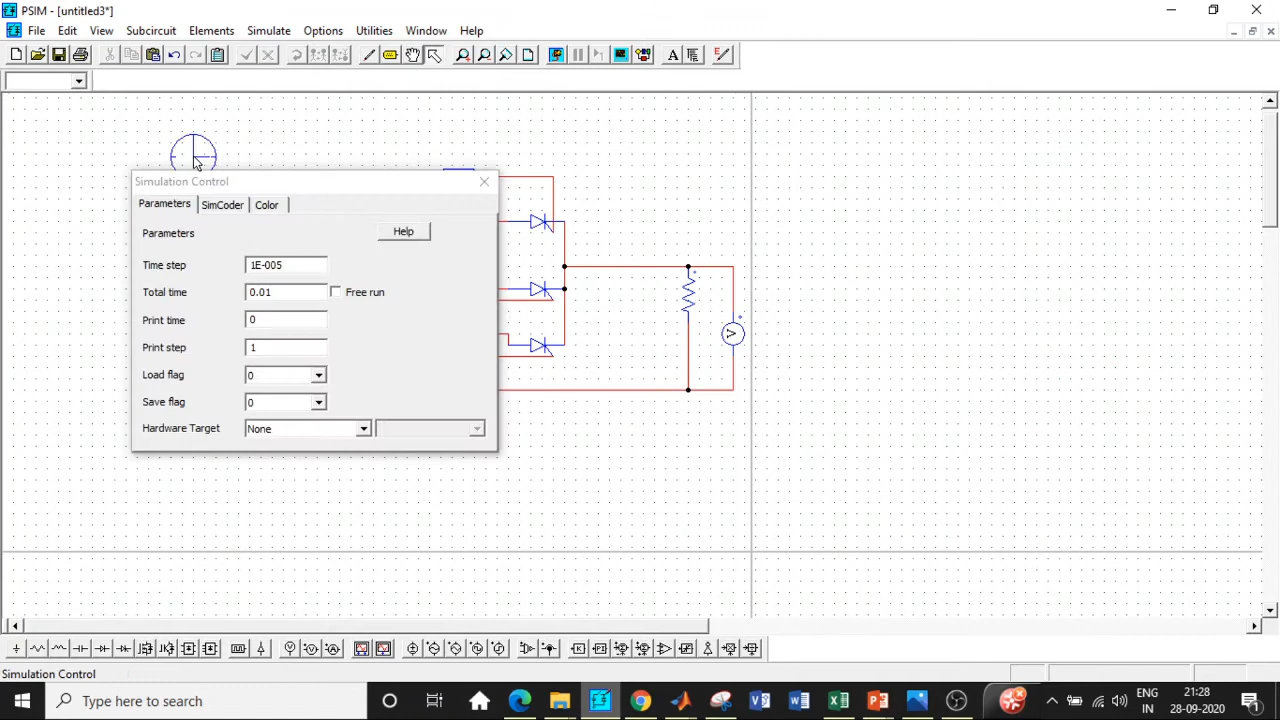 PSIM - [untitled3*]
File Edit View Subcircuit Elements Simulate Options Utilities Window Help
Simulation Control
Parameters SimCoder Color
Parameters Help
Time step 1E-005
Total time 0.01 Free run
Print time 0
Print step 1
Load flag 0
Save flag 0
Hardware Target None
V
Simulation Control
Type here to search
ENG 21:28
IN 28-09-2020